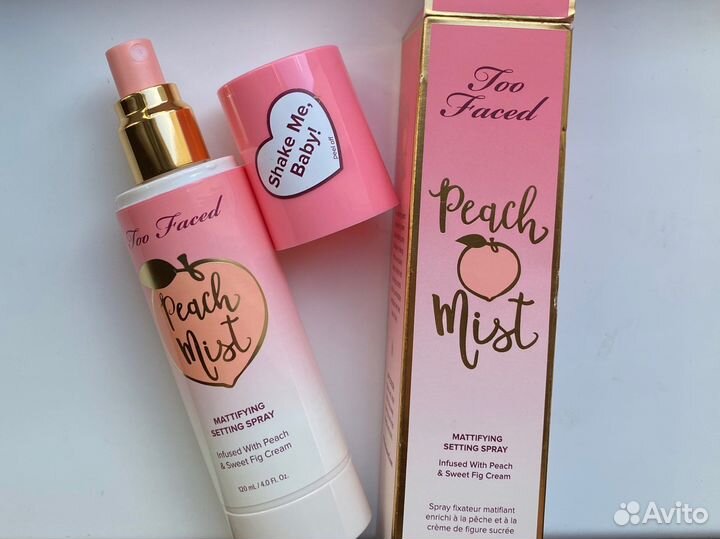 Too Faced
Peach
Mist
MATTIFYING
SETTING SPRAY
Infused With Peach
& Sweet Fig Cream
120 mL / 4.0 Fl. Oz.
Shake Me,
Baby!
peel off
Too
Faced
Peach
Mist
MATTIFYING
SETTING SPRAY
Infused With Peach
& Sweet Fig Cream
Spray fixateur matifiant
enrichi à la pêche et à la
crème de figure sucrée
Avito